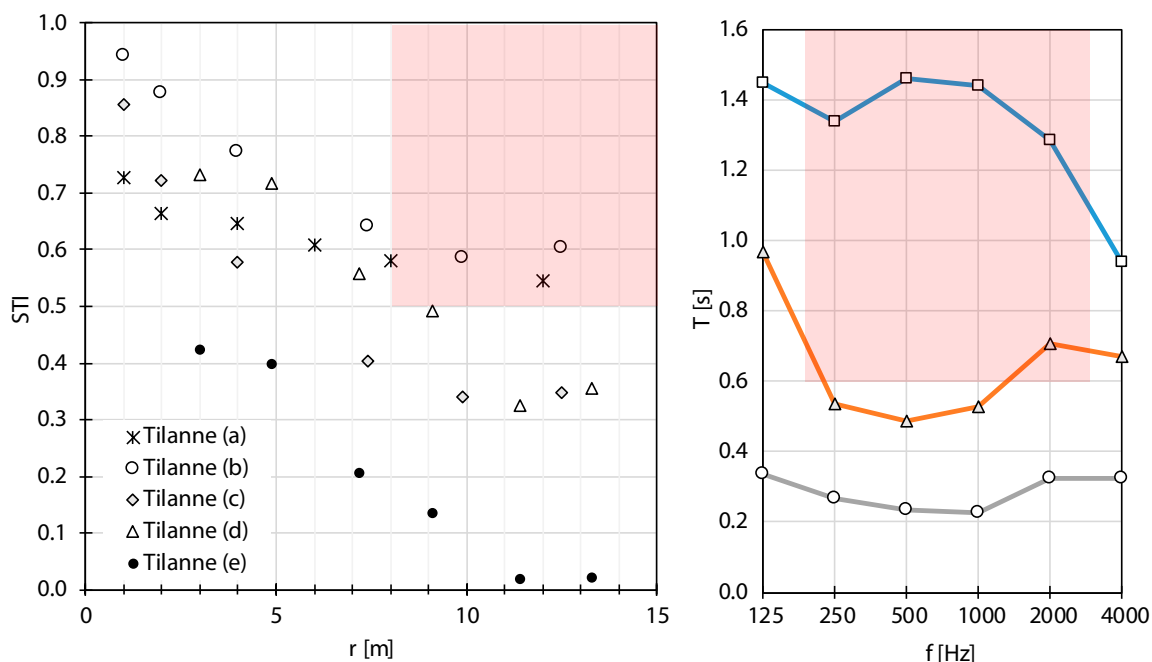 1.0
0.9
0.8
0.7
0.6
0.5
0.4
0.3
0.2
0.1
0.0
STI
Tilanne (a)
Tilanne (b)
Tilanne (c)
Tilanne (d)
Tilanne (e)
0 5 10 15
r [m]
1.6
1.4
1.2
1.0
0.8
0.6
0.4
0.2
0.0
T [s]
125 250 500 1000 2000 4000
f [Hz]